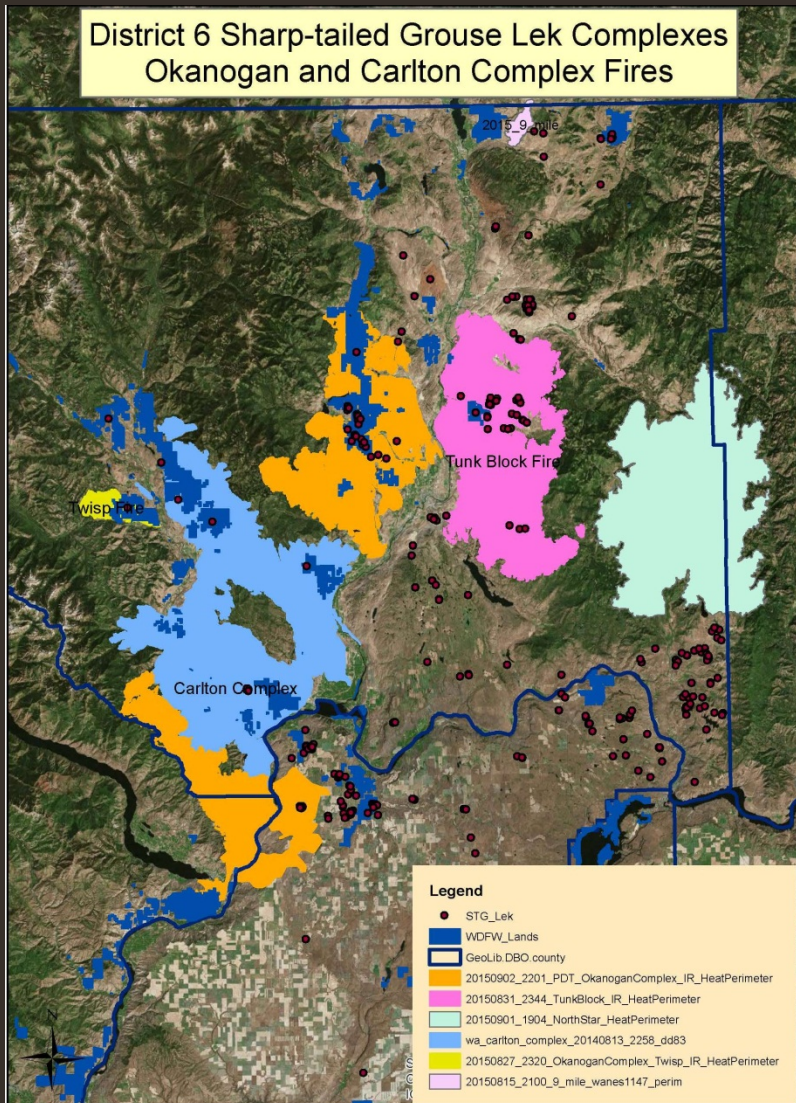 District 6 Sharp-tailed Grouse Lek Complexes
Okanogan and Carlton Complex Fires
2015_9_mile
Tunk Block Fire
Twisp Fire
Carlton Complex
N
Legend
STG_Lek
WDFW_Lands
GeoLib.DBO.county
20150902_2201_PDT_OkanoganComplex_IR_HeatPerimeter
20150831_2344_TunkBlock_IR_HeatPerimeter
20150901_1904_NorthStar_HeatPerimeter
wa_carlton_complex_20140813_2258_dd83
20150827_2320_OkanoganComplex_Twisp_IR_HeatPerimeter
20150815_2100_9_mile_wanes1147_perim